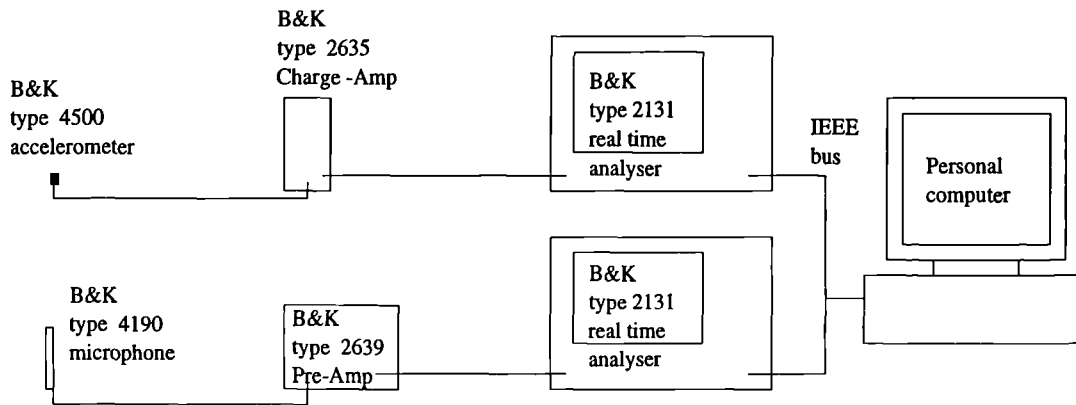 B&K
type 2635
Charge -Amp
B&K
type 4500
accelerometer
B&K
type 2131
real time
analyser
IEEE
bus
Personal
computer
B&K
type 4190
microphone
B&K
type 2639
Pre-Amp
B&K
type 2131
real time
analyser